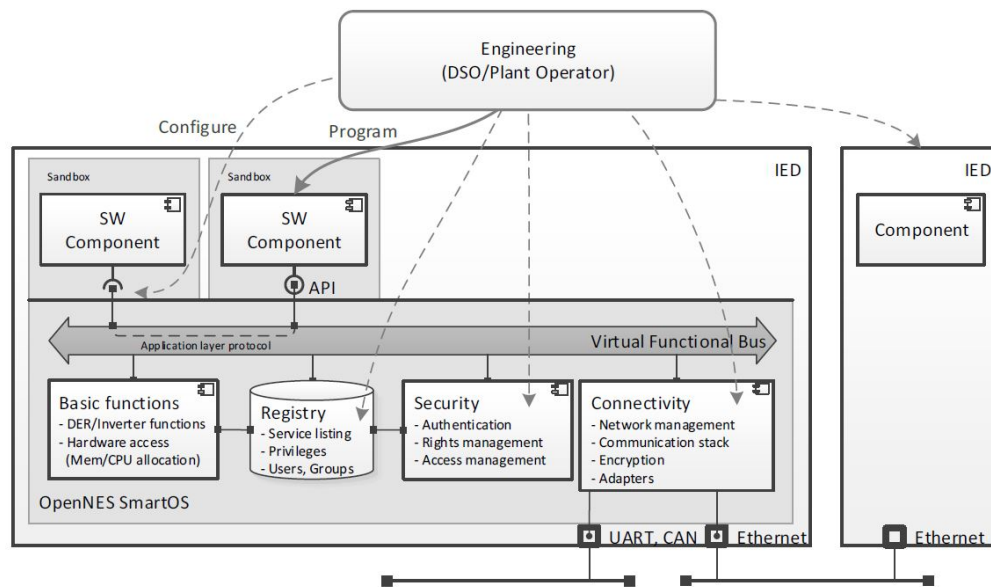 Engineering
(DSO/Plant Operator)
Configure
Program
IED
IED
Sandbox
Sandbox
SW
Component
SW
Component
Component
API
Application layer protocol
Virtual Functional Bus
Basic functions
- DER/Inverter functions
- Hardware access
(Mem/CPU allocation)
Registry
- Service listing
- Privileges
- Users, Groups
Security
- Authentication
- Rights management
- Access management
Connectivity
- Network management
- Communication stack
- Encryption
- Adapters
OpenNES SmartOS
UART, CAN
Ethernet
Ethernet